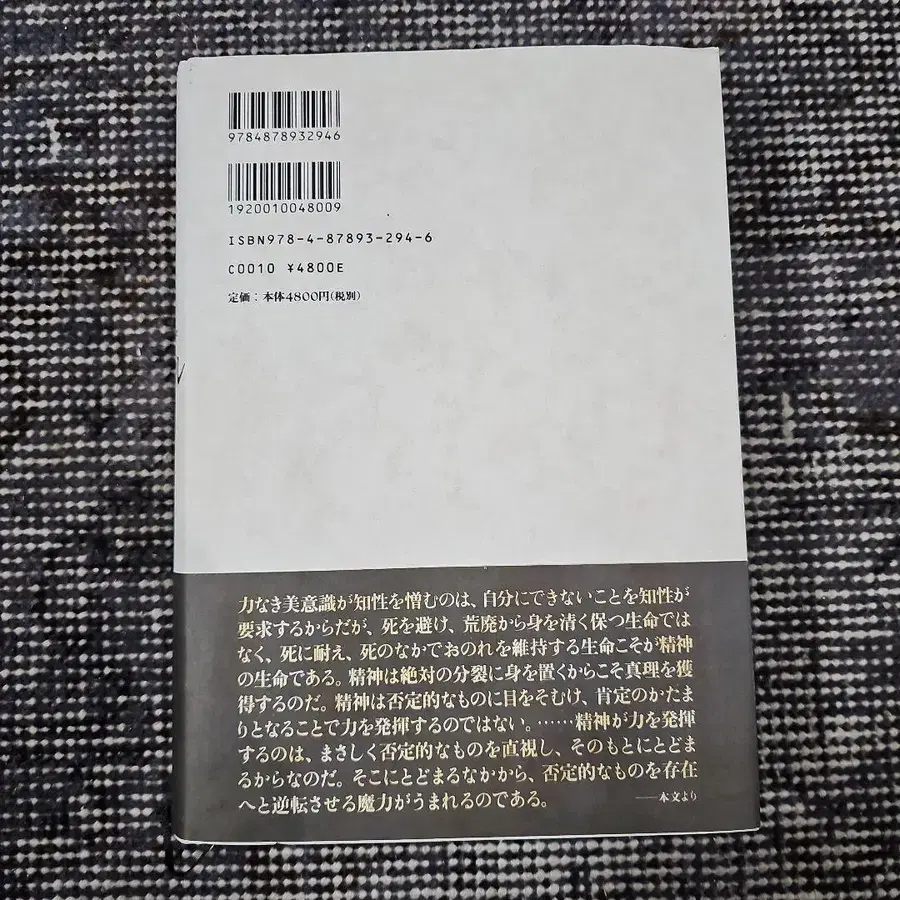 9784878932946
1920010048009
ISBN978-4-87893-294-6
C0010 ¥4800E
定価：本体4800円（税別）
力なき美意識が知性を憎むのは、自分にできないことを知性が
要求するからだが、死を避け、荒廃から身を清く保つ生命では
なく、死に耐え、死のなかでおのれを維持する生命こそが精神
の生命である。精神は絶対の分裂に身を置くからこそ真理を獲
得するのだ。精神は否定的なものに目をそむけ、肯定のかたま
りとなることで力を発揮するのではない。……精神が力を発揮
するのは、まさしく否定的なものを直視し、そのもとにとどま
るからなのだ。そこにとどまるなかから、否定的なものを存在
へと逆転させる魔力がうまれるのである。 ——本文より